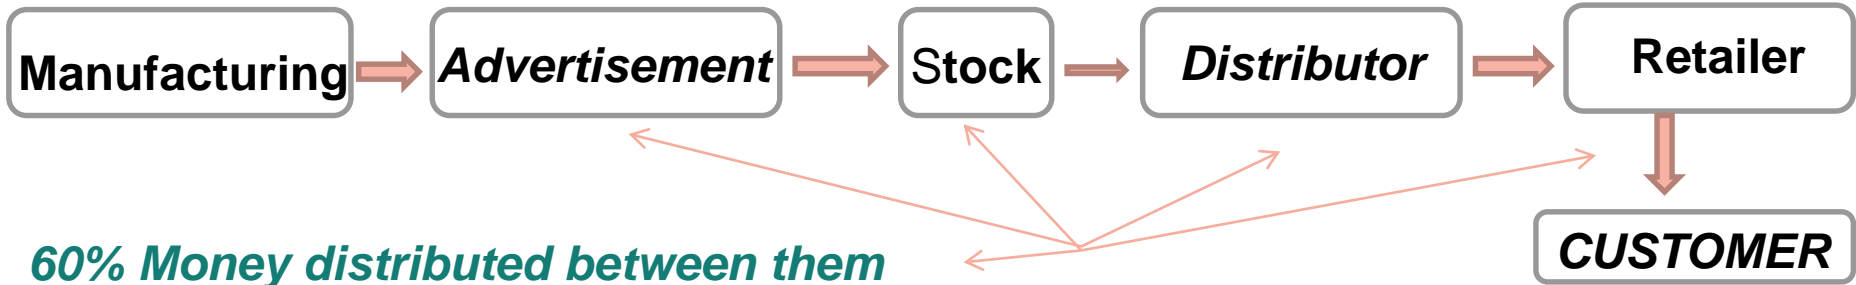 Manufacturing
Advertisement
Stock
Distributor
Retailer
CUSTOMER
60% Money distributed between them